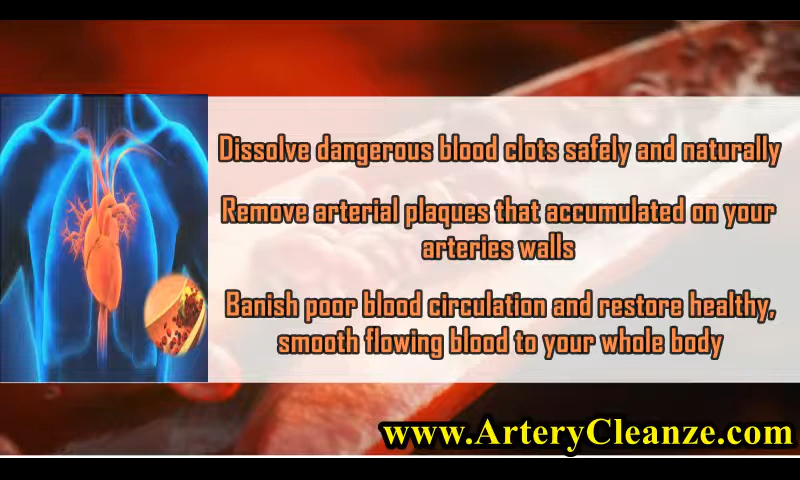 Dissolve dangerous blood clots safely and naturally
Remove arterial plaques that accumulated on your
arteries walls
Banish poor blood circulation and restore healthy,
smooth flowing blood to your whole body
www.ArteryCleanze.com